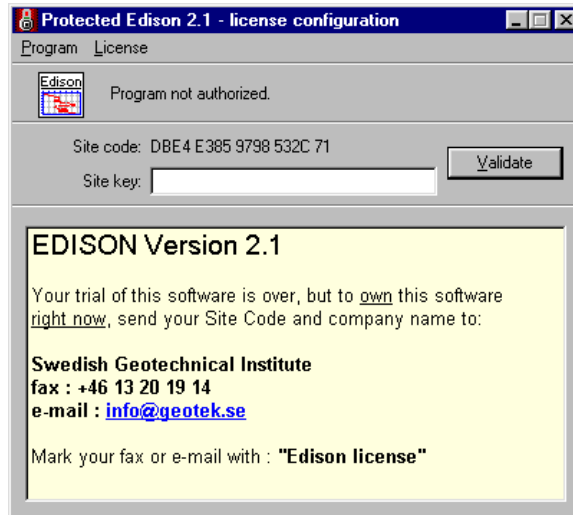 Protected Edison 2.1 - license configuration
Program License
Edison
Program not authorized.
Site code: DBE4 E385 9798 532C 71
Validate
Site key:
EDISON Version 2.1
Your trial of this software is over, but to own this software
right now, send your Site Code and company name to:
Swedish Geotechnical Institute
fax : +46 13 20 19 14
e-mail : info@geotek.se
Mark your fax or e-mail with : "Edison license"